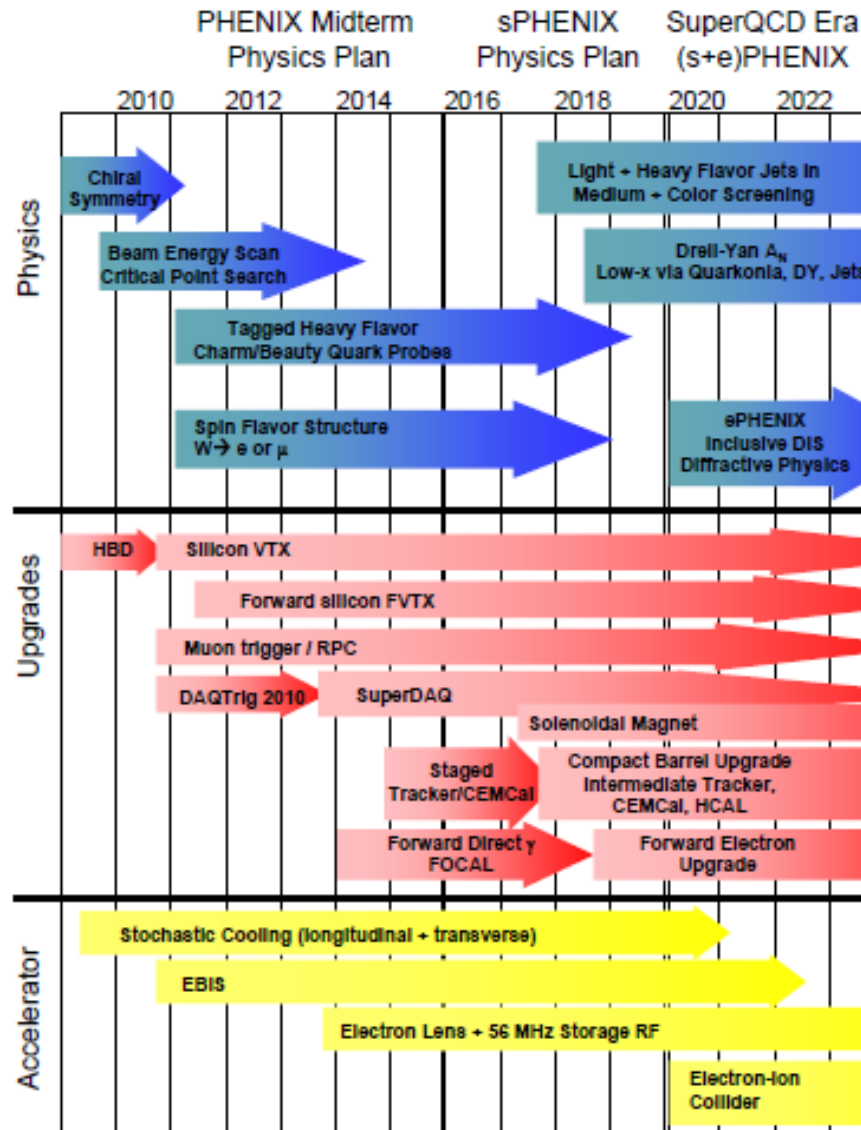 PHENIX Midterm
Physics Plan
sPHENIX
Physics Plan
SuperQCD Era
(s+e)PHENIX
2010 2012 2014 2016 2018 2020 2022
Physics
Chiral
Symmetry
Light + Heavy Flavor Jets in
Medium + Color Screening
Beam Energy Scan
Critical Point Search
Drell-Yan A_N
Low-x via Quarkonia, DY, Jets
Tagged Heavy Flavor
Charm/Beauty Quark Probes
Spin Flavor Structure
W→ e or μ
ePHENIX
Inclusive DIS
Diffractive Physics
Upgrades
HBD
Silicon VTX
Forward silicon FVTX
Muon trigger / RPC
DAQTrig 2010
SuperDAQ
Solenoidal Magnet
Staged
Tracker/CEMCal
Compact Barrel Upgrade
Intermediate Tracker,
CEMCal, HCAL
Forward Direct γ
FOCAL
Forward Electron
Upgrade
Accelerator
Stochastic Cooling (longitudinal + transverse)
EBIS
Electron Lens + 56 MHz Storage RF
Electron-Ion
Collider